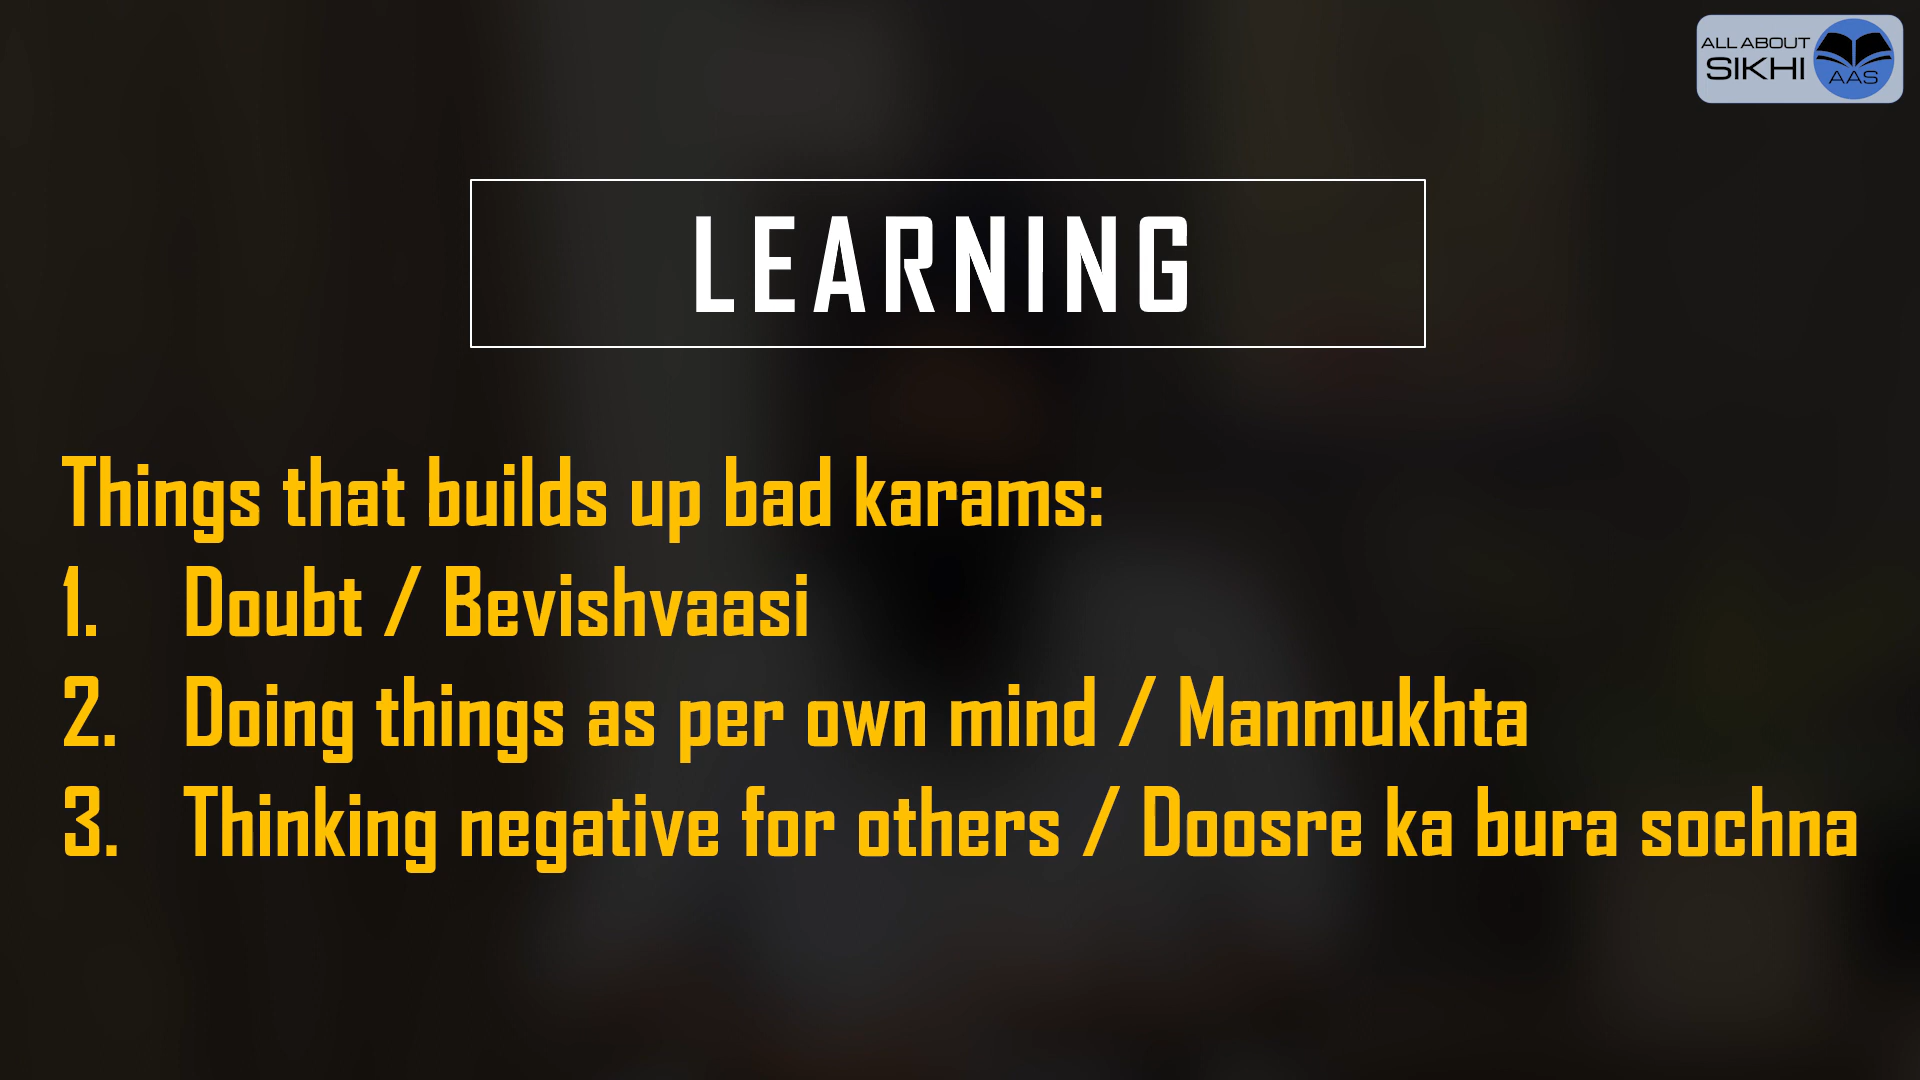 ALL ABOUT
SIKHI
AAS
LEARNING
Things that builds up bad karams:
1. Doubt / Bevishvaasi
2. Doing things as per own mind / Manmukhta
3. Thinking negative for others / Doosre ka bura sochna